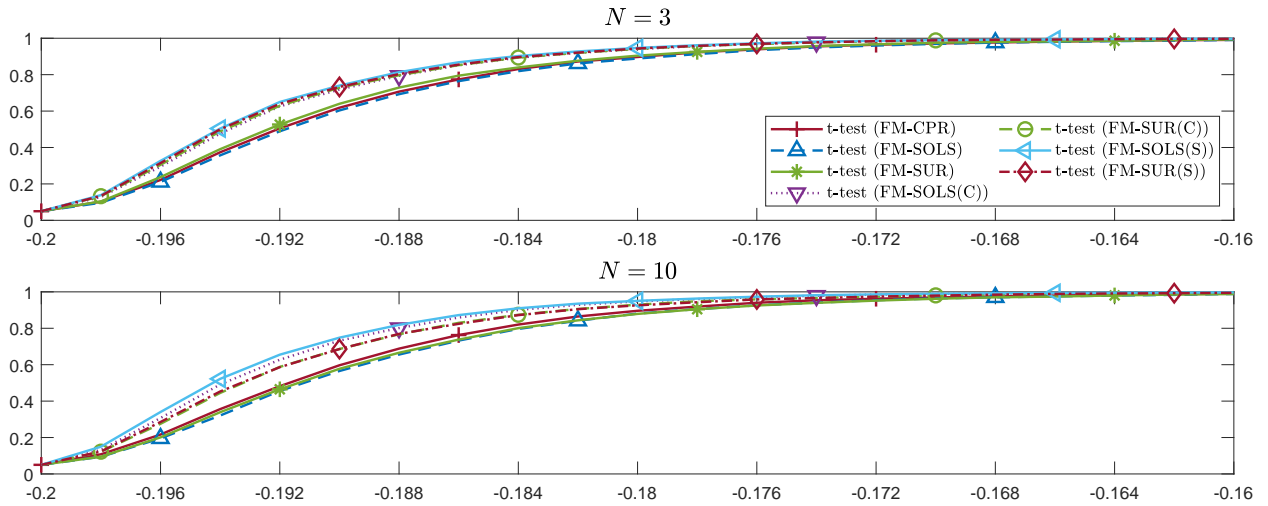 N = 3
1
0.8
0.6
0.4
0.2
0
-0.2 -0.196 -0.192 -0.188 -0.184 -0.18 -0.176 -0.172 -0.168 -0.164 -0.16
t-test (FM-CPR)
t-test (FM-SOLS)
t-test (FM-SUR)
t-test (FM-SOLS(C))
t-test (FM-SUR(C))
t-test (FM-SOLS(S))
t-test (FM-SUR(S))
N = 10
1
0.8
0.6
0.4
0.2
0
-0.2 -0.196 -0.192 -0.188 -0.184 -0.18 -0.176 -0.172 -0.168 -0.164 -0.16